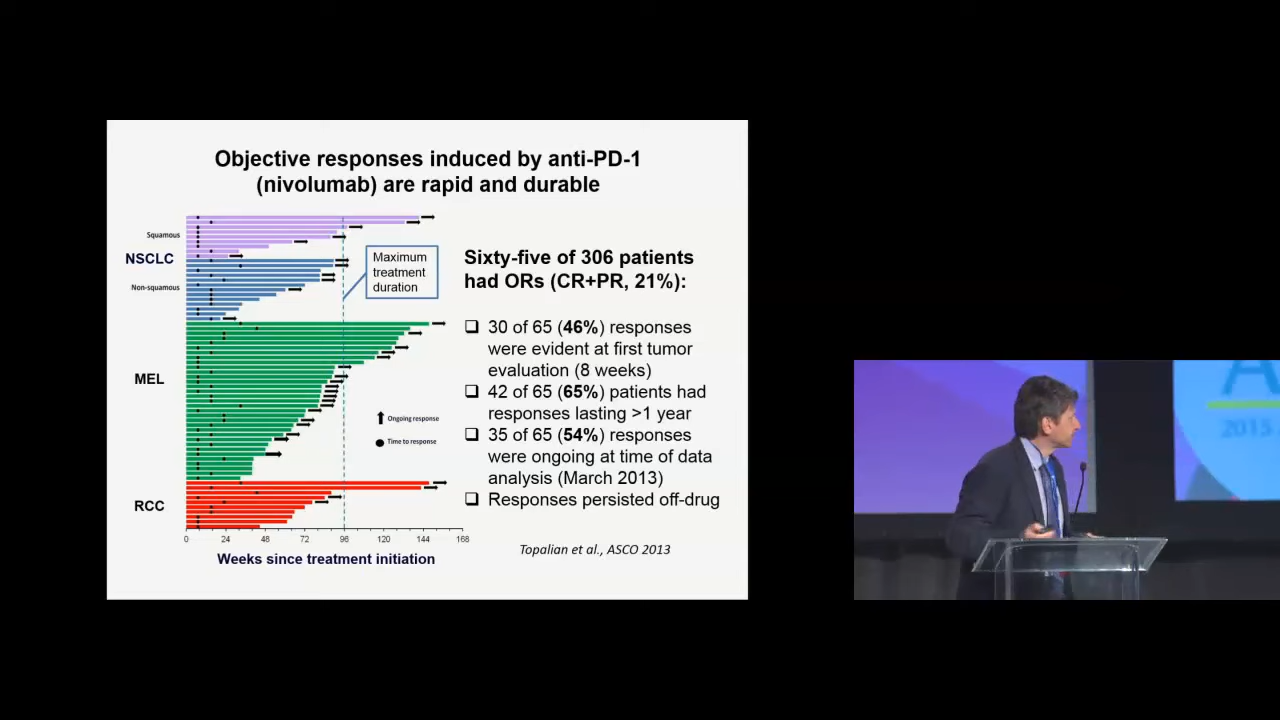 Objective responses induced by anti-PD-1
(nivolumab) are rapid and durable
Squamous
NSCLC
Non-squamous
MEL
RCC
Maximum
treatment
duration
Ongoing response
Time to response
0 24 48 72 96 120 144 168
Weeks since treatment initiation
Sixty-five of 306 patients
had ORs (CR+PR, 21%):
❑ 30 of 65 (46%) responses
were evident at first tumor
evaluation (8 weeks)
❑ 42 of 65 (65%) patients had
responses lasting >1 year
❑ 35 of 65 (54%) responses
were ongoing at time of data
analysis (March 2013)
❑ Responses persisted off-drug
Topalian et al., ASCO 2013